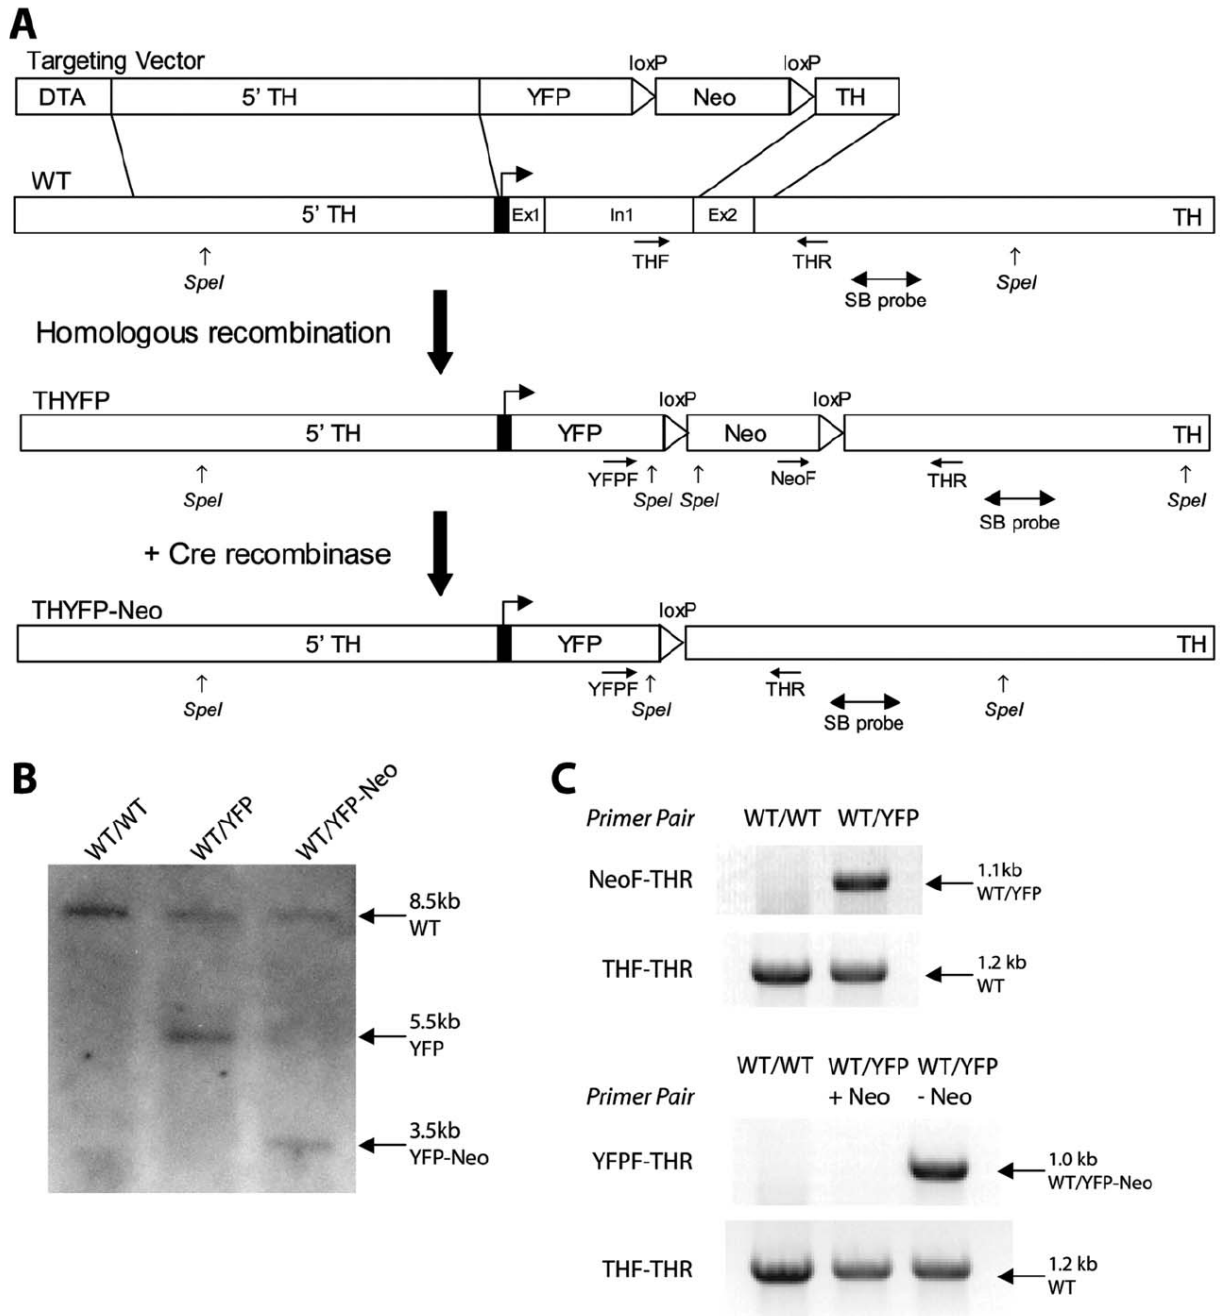 A
Targeting Vector
loxP loxP
DTA 5' TH YFP Neo TH
WT
5' TH Ex1 In1 Ex2 TH
THF THR
SpeI SB probe SpeI
Homologous recombination
THYFP
loxP loxP
5' TH YFP Neo TH
YFPF NeoF THR
SpeI SpeI SpeI SB probe SpeI
+ Cre recombinase
THYFP-Neo
loxP
5' TH YFP TH
YFPF THR
SpeI SpeI SB probe SpeI
B
WT/WT WT/YFP WT/YFP-Neo
8.5kb
WT
5.5kb
YFP
3.5kb
YFP-Neo
C
Primer Pair WT/WT WT/YFP
NeoF-THR 1.1kb
WT/YFP
THF-THR 1.2 kb
WT
WT/WT WT/YFP WT/YFP
Primer Pair + Neo - Neo
YFPF-THR 1.0 kb
WT/YFP-Neo
THF-THR 1.2 kb
WT